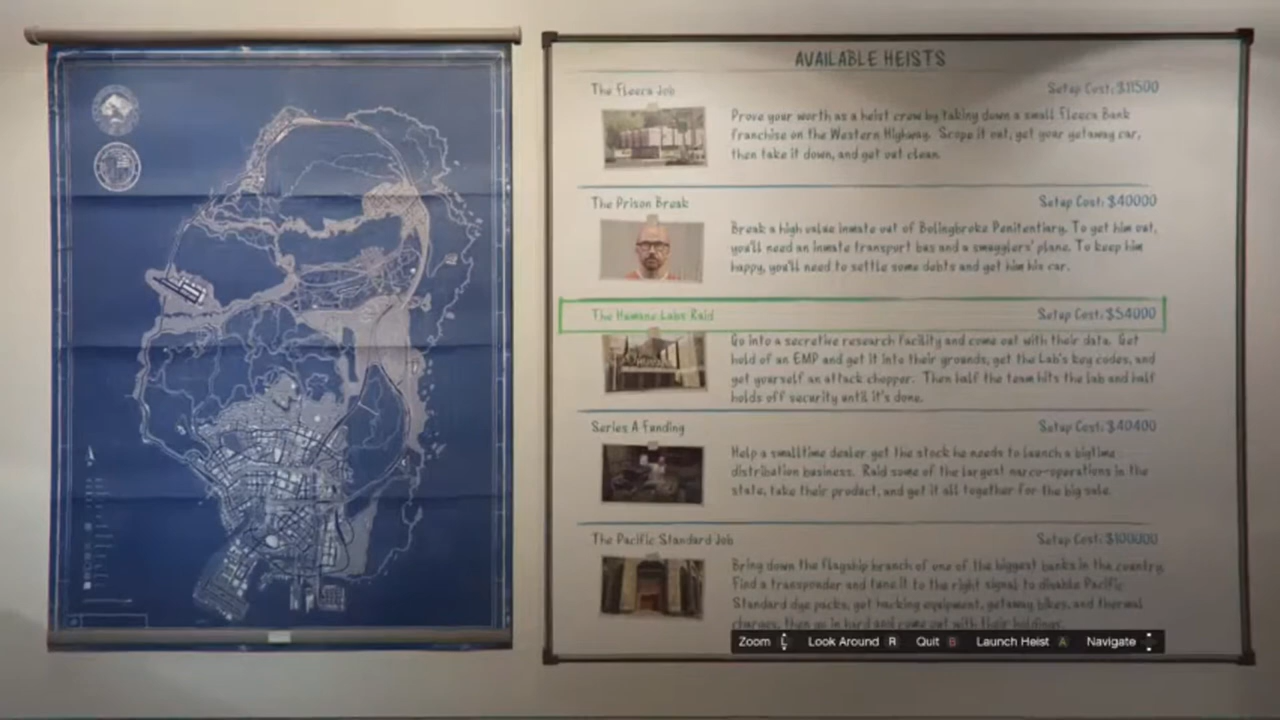 AVAILABLE HEISTS
The Fleeca Job
Setup Cost: $11500
Prove your worth as a heist crew by taking down a small Fleeca Bank
franchise on the Western Highway. Scope it out, get your getaway car,
then take it down, and get out clean.
The Prison Break
Setup Cost: $40000
Break a high value inmate out of Bolingbroke Penitentiary. To get him out,
you'll need an inmate transport bus and a smugglers' plane. To keep him
happy, you'll need to settle some debts and get him his car.
The Humane Labs Raid
Setup Cost: $54000
Go into a secretive research facility and come out with their data. Get
hold of an EMP and get it into their grounds, get the Lab's key codes, and
get yourself an attack chopper. Then half the team hits the lab and half
holds off security until it's done.
Series A Funding
Setup Cost: $40400
Help a smalltime dealer get the stock he needs to launch a bigtime
distribution business. Raid some of the largest narco-operations in the
state, take their product, and get it all together for the big sale.
The Pacific Standard Job
Setup Cost: $100000
Bring down the flagship branch of one of the biggest banks in the country.
Find a transponder and tune it to the right signal to disable Pacific
Standard dye packs, get hacking equipment, getaway bikes, and thermal
charges, then go in hard and come out with their holdings.
Zoom L Look Around R Quit B Launch Heist A Navigate